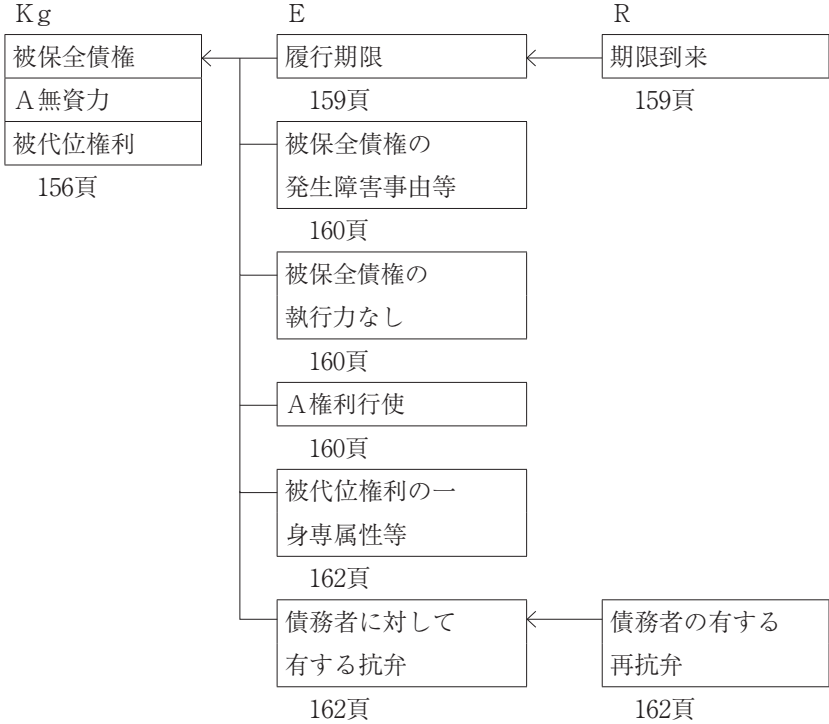 Ｋｇ
Ｅ
Ｒ
被保全債権
履行期限
期限到来
Ａ無資力
159頁
159頁
被代位権利
156頁
被保全債権の
発生障害事由等
160頁
被保全債権の
執行力なし
160頁
Ａ権利行使
160頁
被代位権利の一
身専属性等
162頁
債務者に対して
有する抗弁
162頁
債務者の有する
再抗弁
162頁